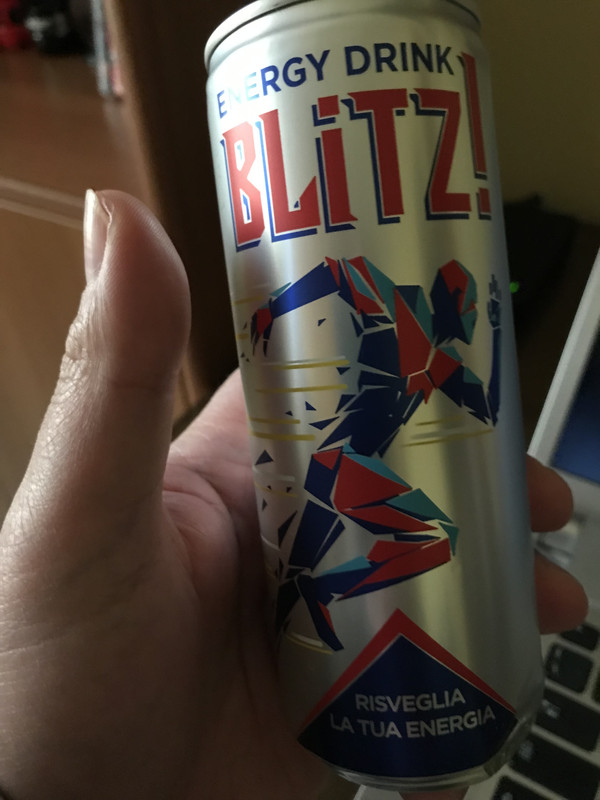 ENERGY DRINK
BLiTZ!
RISVEGLIA
LA TUA ENERGIA